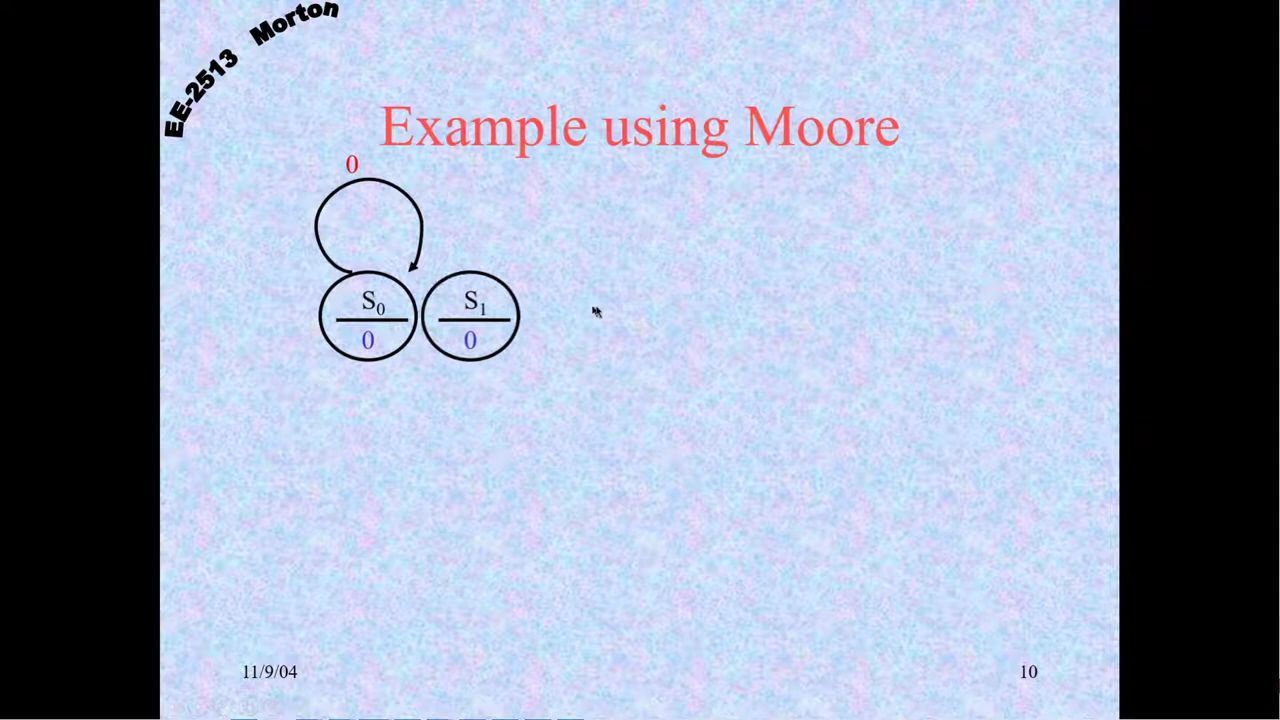 EE-2513 Morton
Example using Moore
0
S₀ S₁
0 0
11/9/04 10